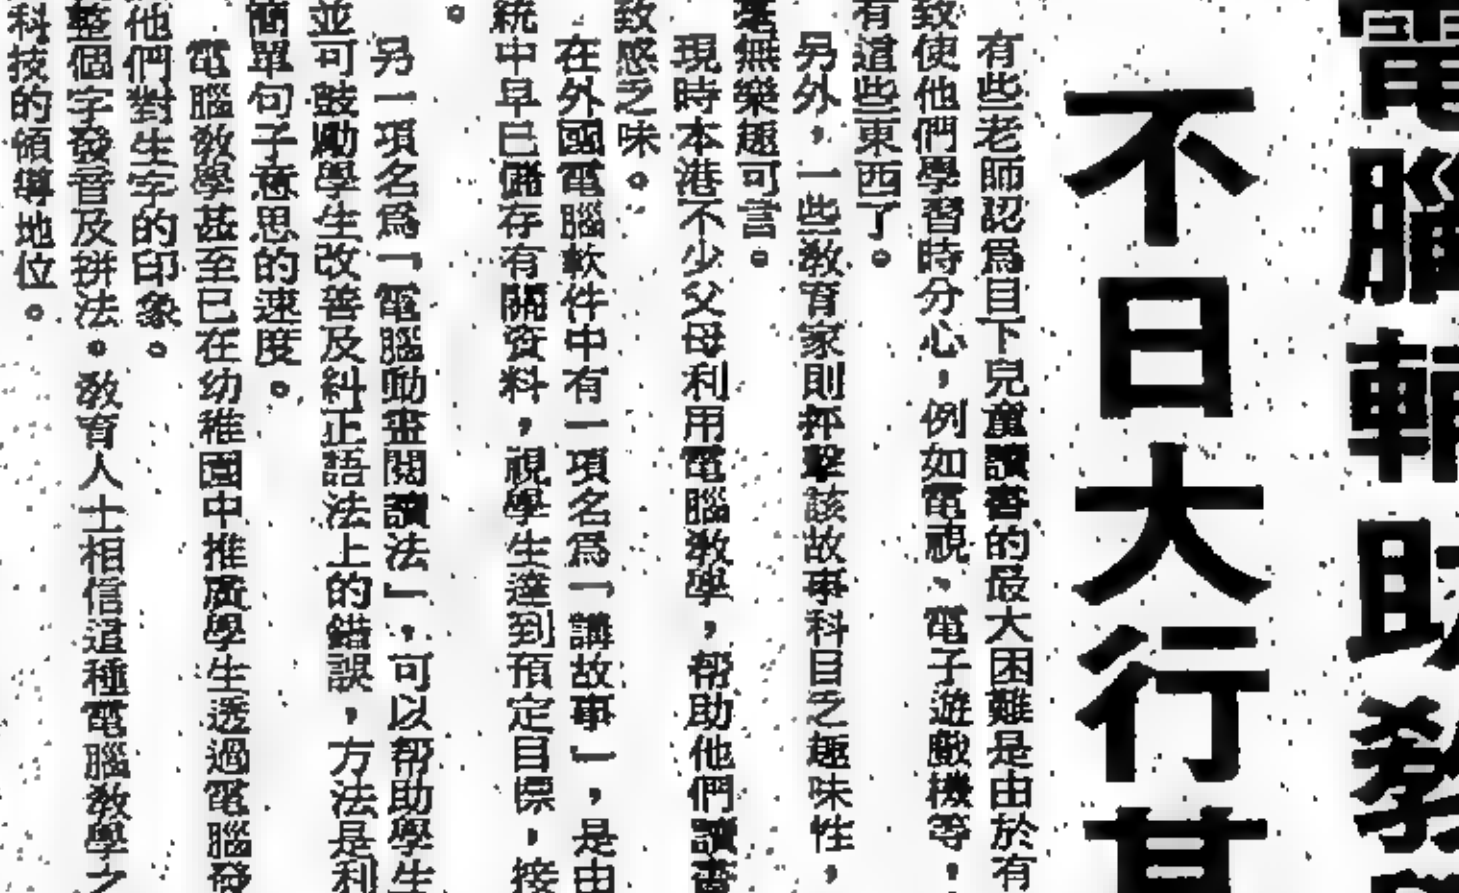 電腦輔助教
不日大行其
有些老師認爲目下兒童讀書的最大困難是由於有
致使他們學習時分心，例如電視、電子遊戲機等，
有這些東西了。
另外，一些敎育家則抨擊該故事科目乏趣味性，
毫無樂趣可言。
現時本港不少父母利用電腦敎學，帮助他們讀書
致感乏味。
在外國電腦軟件中有一項名爲「講故事」，是由
統中早已儲存有關資料，視學生達到預定目標，接
。
另一項名爲「電腦動畫閱讀法」，可以帮助學生
並可鼓勵學生改善及糾正語法上的錯誤，方法是利
簡單句子意思的速度。
電腦敎學甚至已在幼稚園中推廣學生透過電腦發
他們對生字的印象。
整個字發音及拼法。敎育人士相信這種電腦敎學之
科技的領導地位。